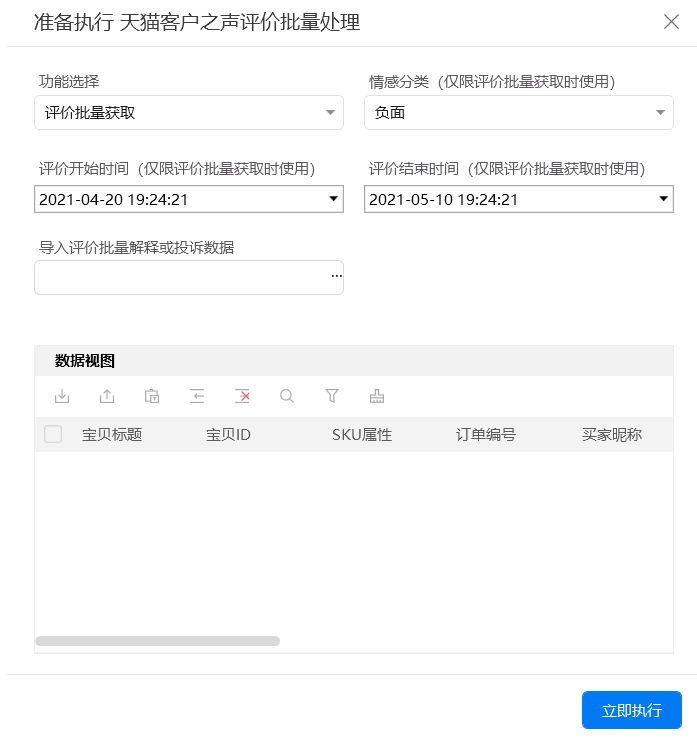 准备执行 天猫客户之声评价批量处理
功能选择
情感分类（仅限评价批量获取时使用）
评价批量获取
负面
评价开始时间（仅限评价批量获取时使用）
评价结束时间（仅限评价批量获取时使用）
2021-04-20 19:24:21
2021-05-10 19:24:21
导入评价批量解释或投诉数据
...
数据视图
宝贝标题 宝贝ID SKU属性 订单编号 买家昵称
立即执行